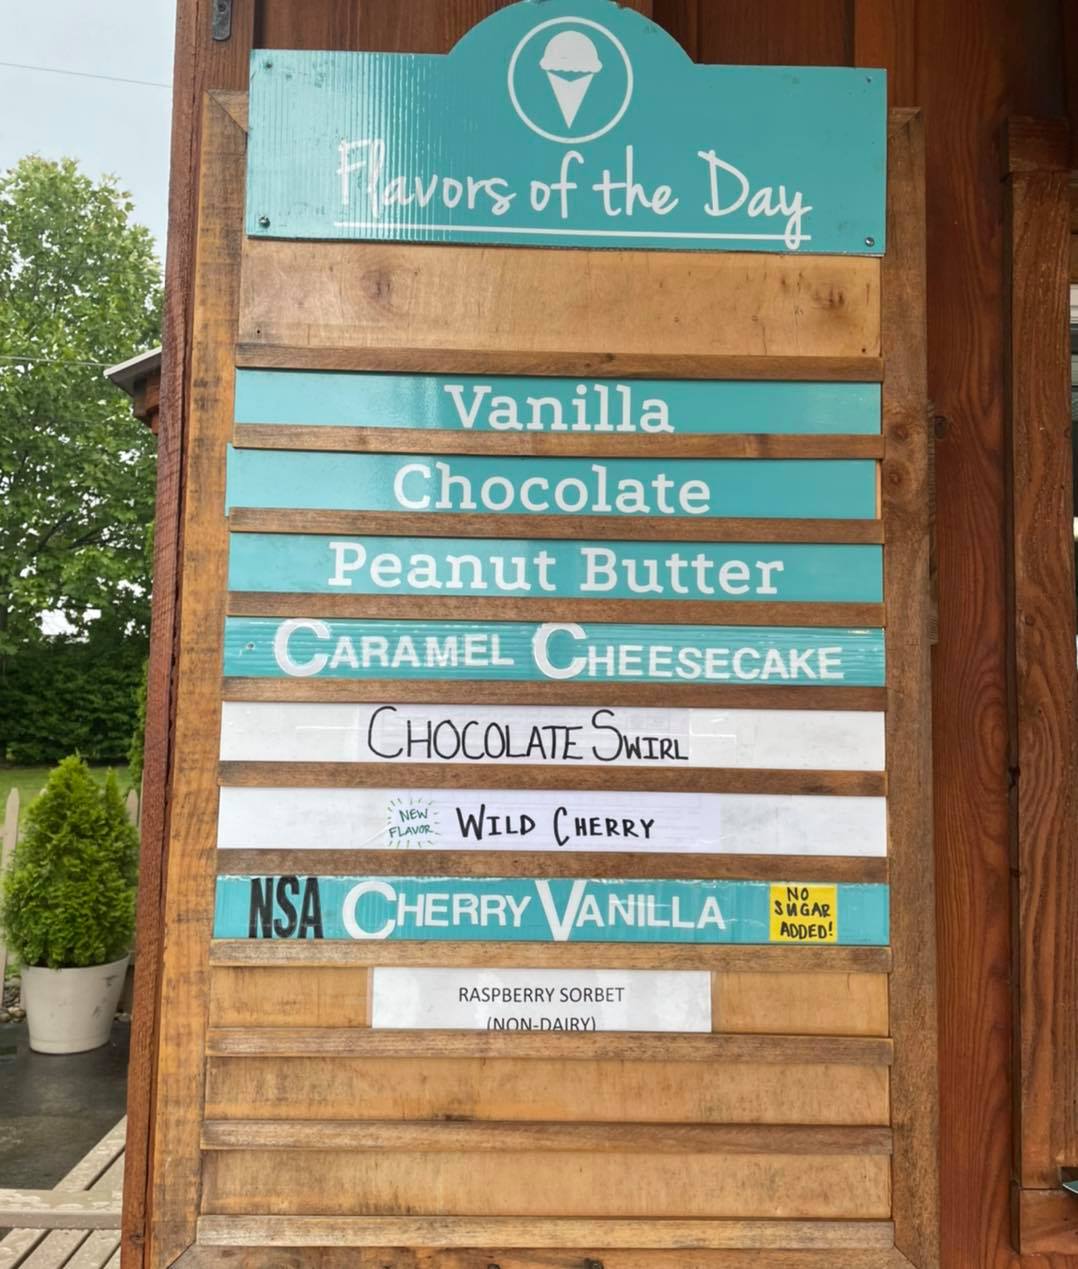 Flavors of the Day
Vanilla
Chocolate
Peanut Butter
CARAMEL CHEESECAKE
CHOCOLATE SWIRL
NEW
FLAVOR
WILD CHERRY
NSA CHERRY VANILLA
NO
SUGAR
ADDED!
RASPBERRY SORBET
(NON-DAIRY)